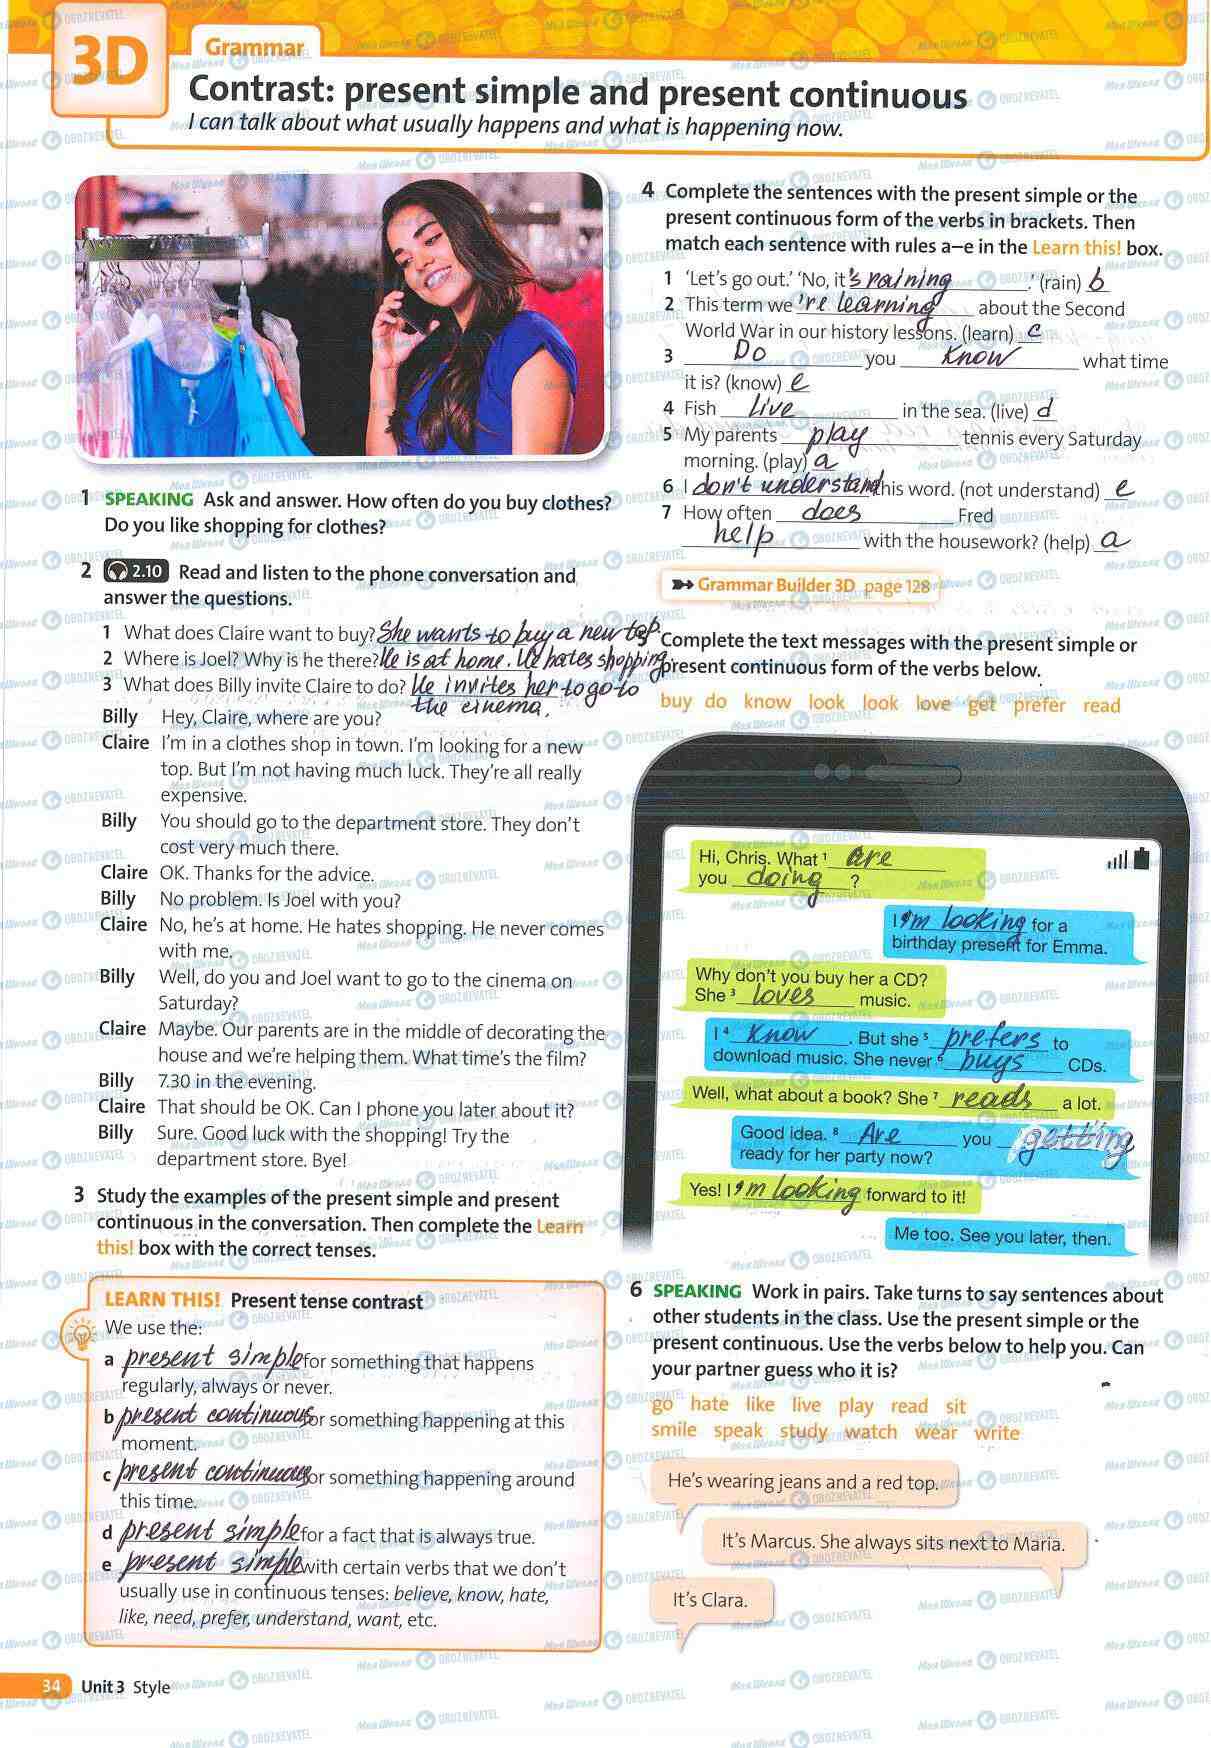 3D
Grammar
Contrast: present simple and present continuous
I can talk about what usually happens and what is happening now.
1 SPEAKING Ask and answer. How often do you buy clothes?
Do you like shopping for clothes?
2 2.10 Read and listen to the phone conversation and
answer the questions.
1 What does Claire want to buy? She wants to buy a new top.
2 Where is Joel? Why is he there? He is at home. He hates shopping.
3 What does Billy invite Claire to do? He invites her to go to
the cinema.
Billy Hey, Claire, where are you?
Claire I'm in a clothes shop in town. I'm looking for a new
top. But I'm not having much luck. They're all really
expensive.
Billy You should go to the department store. They don't
cost very much there.
Claire OK. Thanks for the advice.
Billy No problem. Is Joel with you?
Claire No, he's at home. He hates shopping. He never comes
with me.
Billy Well, do you and Joel want to go to the cinema on
Saturday?
Claire Maybe. Our parents are in the middle of decorating the
house and we're helping them. What time's the film?
Billy 7.30 in the evening.
Claire That should be OK. Can I phone you later about it?
Billy Sure. Good luck with the shopping! Try the
department store. Bye!
3 Study the examples of the present simple and present
continuous in the conversation. Then complete the Learn
this! box with the correct tenses.
LEARN THIS! Present tense contrast
We use the:
a present simple for something that happens
regularly, always or never.
b present continuous for something happening at this
moment.
c present continuous for something happening around
this time.
d present simple for a fact that is always true.
e present simple with certain verbs that we don't
usually use in continuous tenses: believe, know, hate,
like, need, prefer, understand, want, etc.
34 Unit 3 Style
4 Complete the sentences with the present simple or the
present continuous form of the verbs in brackets. Then
match each sentence with rules a–e in the Learn this! box.
1 'Let's go out.' 'No, it's raining.' (rain) b
2 This term we 're learning about the Second
World War in our history lessons. (learn) c
3 Do you know what time
it is? (know) e
4 Fish live in the sea. (live) d
5 My parents play tennis every Saturday
morning. (play) a
6 I don't understand this word. (not understand) e
7 How often does Fred
help with the housework? (help) a
Grammar Builder 3D page 128
5 Complete the text messages with the present simple or
present continuous form of the verbs below.
buy do know look look love get prefer read
Hi, Chris. What 1 are
you doing ?
I 'm looking for a
birthday present for Emma.
Why don't you buy her a CD?
She 3 loves music.
I 4 know. But she 5 prefers to
download music. She never 6 buys CDs.
Well, what about a book? She 7 reads a lot.
Good idea. 8 Are you getting
ready for her party now?
Yes! I 'm looking forward to it!
Me too. See you later, then.
6 SPEAKING Work in pairs. Take turns to say sentences about
other students in the class. Use the present simple or the
present continuous. Use the verbs below to help you. Can
your partner guess who it is?
go hate like live play read sit
smile speak study watch wear write
He's wearing jeans and a red top.
It's Marcus. She always sits next to Maria.
It's Clara.
Моя Школа OBOZREVATEL